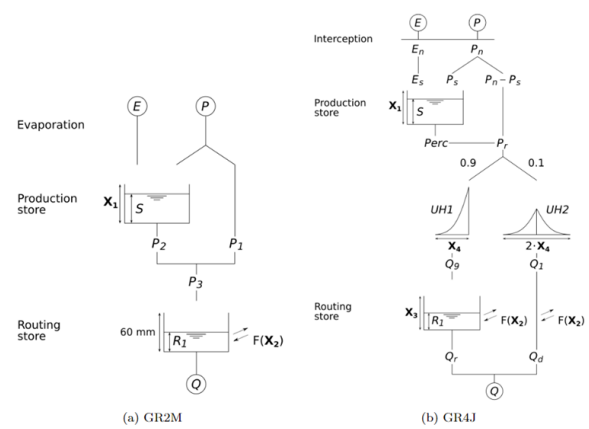 E P
Evaporation
Production
store
X1
S
P2 P1
P3
Routing
store
60 mm
R1
F(X2)
Q
(a) GR2M
Interception
E P
En Pn
Es Ps Pn – Ps
Production
store
X1
S
Perc Pr
0.9 0.1
UH1 UH2
X4 2·X4
Q9 Q1
Routing
store
X3
R1
F(X2) F(X2)
Qr Qd
Q
(b) GR4J